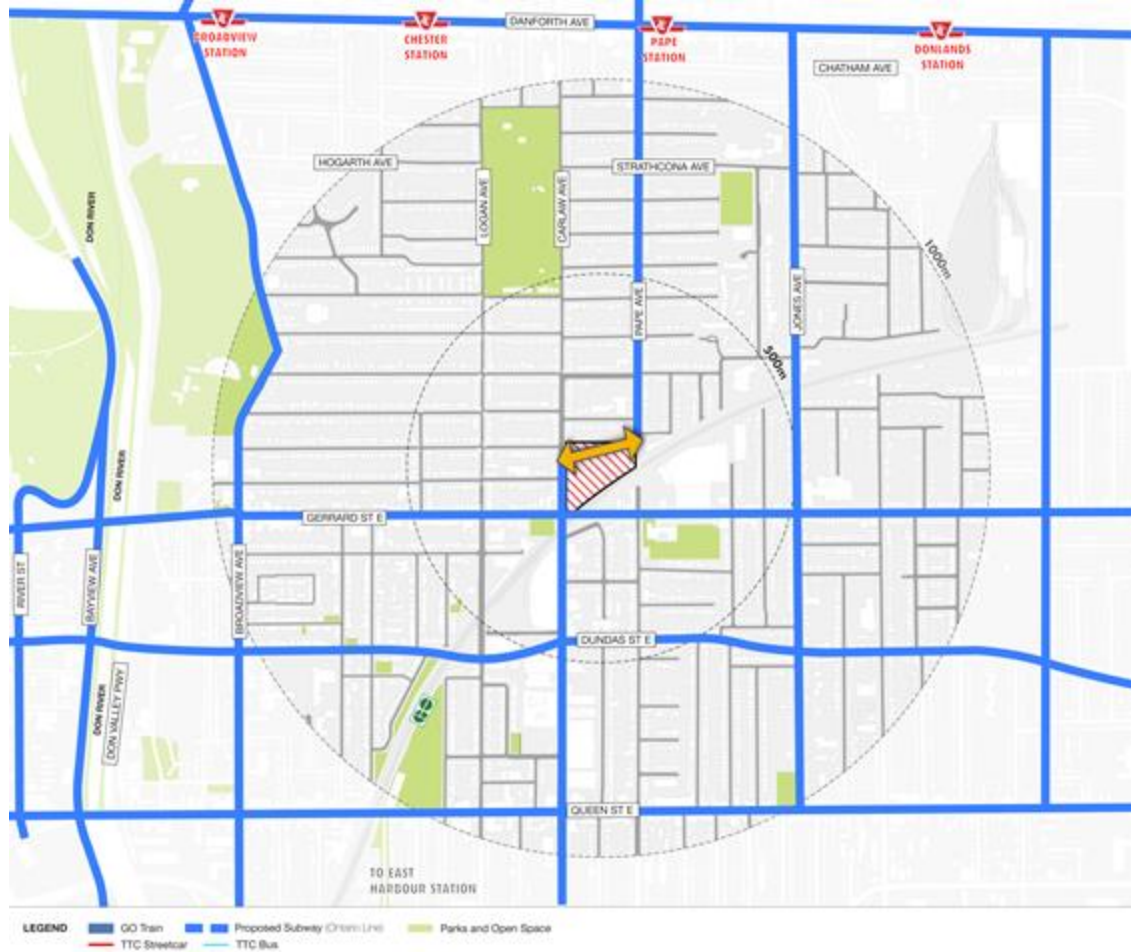 DANFORTH AVE
BROADVIEW
STATION
CHESTER
STATION
PAPE
STATION
DONLANDS
STATION
CHATHAM AVE
HOGARTH AVE
STRATHCONA AVE
LOGAN AVE
CARLAW AVE
DON RIVER
1000m
PAPE AVE
JONES AVE
500m
DON RIVER
GERRARD ST E
RIVER ST
BAYVIEW AVE
BROADVIEW AVE
DUNDAS ST E
DON RIVER
DON VALLEY PWY
GO
QUEEN ST E
TO EAST
HARBOUR STATION
LEGEND GO Train Proposed Subway (Ontario Line) Parks and Open Space
TTC Streetcar TTC Bus